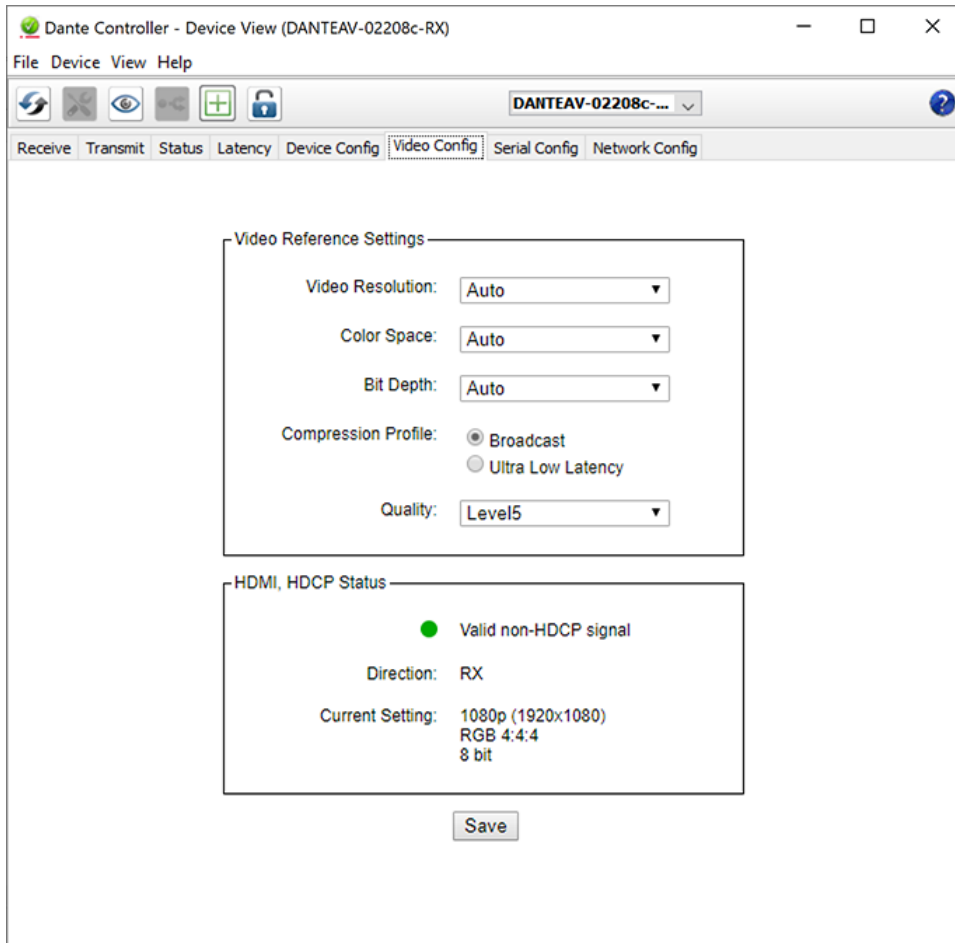 Dante Controller - Device View (DANTEAV-02208c-RX)
File Device View Help
DANTEAV-02208c-...
Receive Transmit Status Latency Device Config Video Config Serial Config Network Config
Video Reference Settings
Video Resolution: Auto
Color Space: Auto
Bit Depth: Auto
Compression Profile: Broadcast
Ultra Low Latency
Quality: Level5
HDMI, HDCP Status
Valid non-HDCP signal
Direction: RX
Current Setting: 1080p (1920x1080)
RGB 4:4:4
8 bit
Save